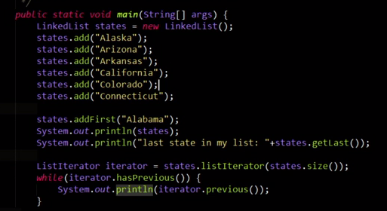 */
public static void main(String[] args) {
LinkedList states = new LinkedList();
states.add("Alaska");
states.add("Arizona");
states.add("Arkansas");
states.add("California");
states.add("Colorado");
states.add("Connecticut");
states.addFirst("Alabama");
System.out.println(states);
System.out.println("last state in my list: "+states.getLast());
ListIterator iterator = states.listIterator(states.size());
while(iterator.hasPrevious()) {
System.out.println(iterator.previous());
}